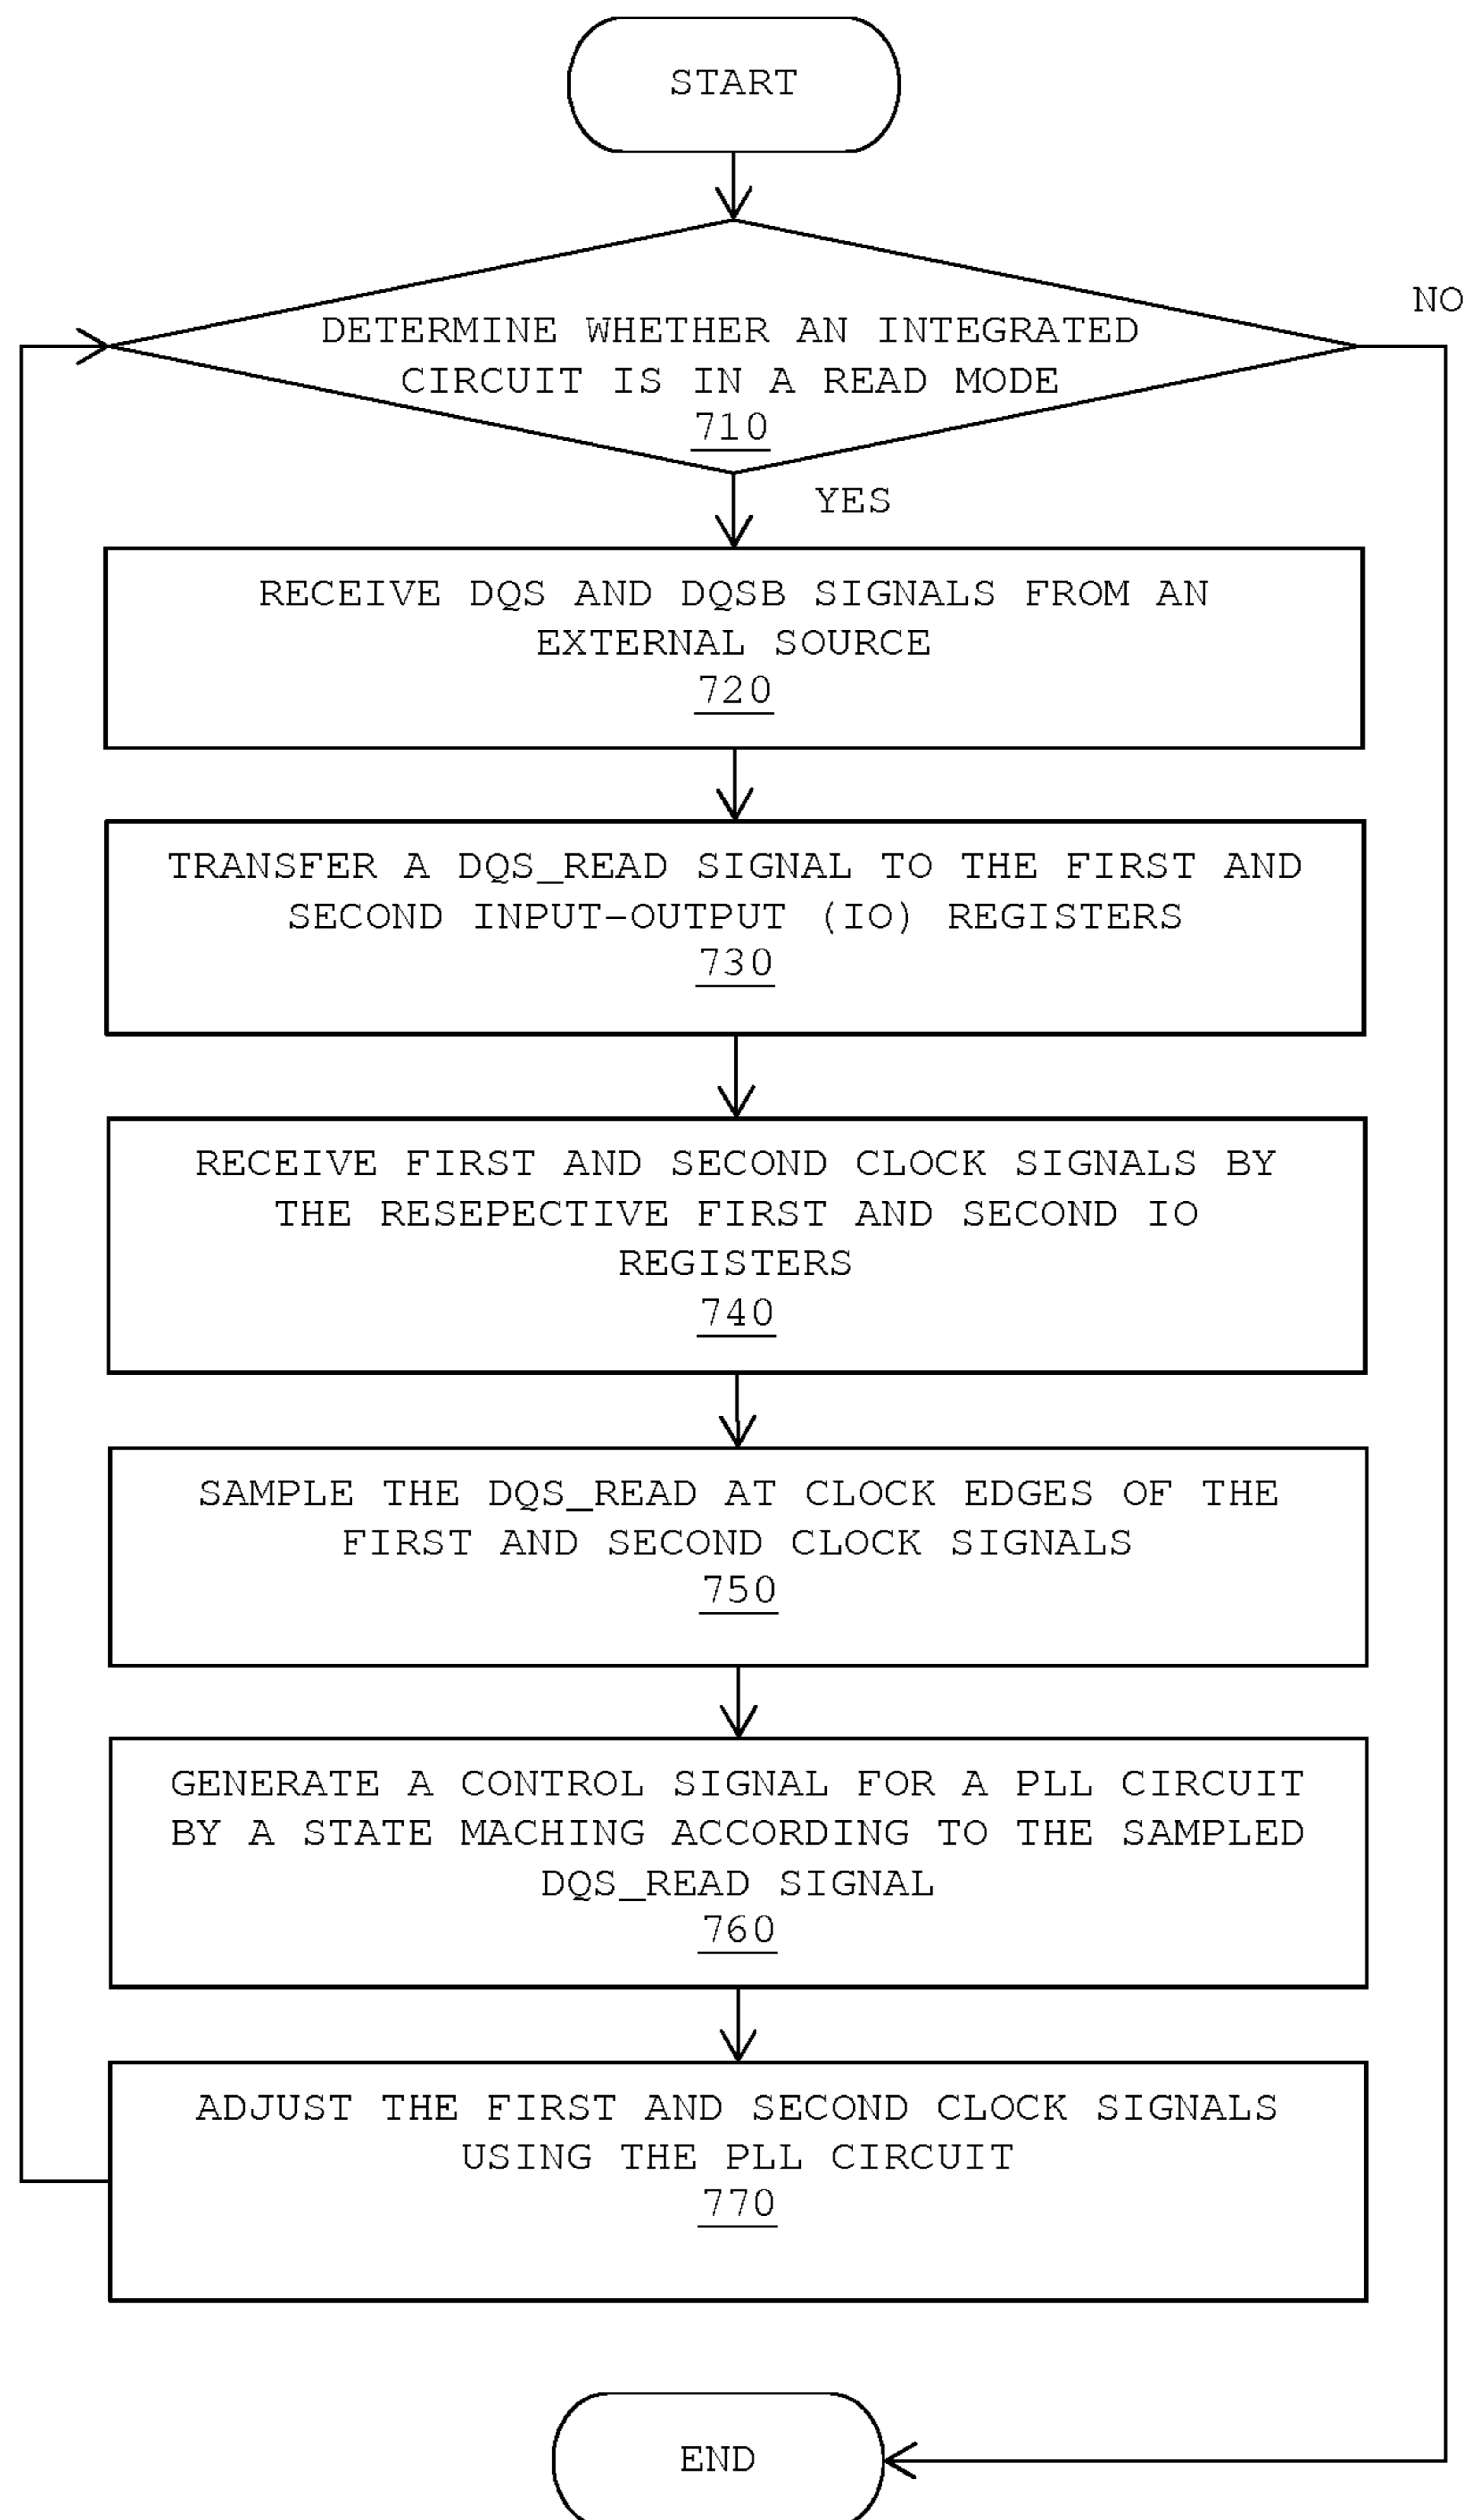 START
NO
DETERMINE WHETHER AN INTEGRATED
CIRCUIT IS IN A READ MODE
710
YES
RECEIVE DQS AND DQSB SIGNALS FROM AN
EXTERNAL SOURCE
720
TRANSFER A DQS_READ SIGNAL TO THE FIRST AND
SECOND INPUT-OUTPUT (IO) REGISTERS
730
RECEIVE FIRST AND SECOND CLOCK SIGNALS BY
THE RESEPECTIVE FIRST AND SECOND IO
REGISTERS
740
SAMPLE THE DQS_READ AT CLOCK EDGES OF THE
FIRST AND SECOND CLOCK SIGNALS
750
GENERATE A CONTROL SIGNAL FOR A PLL CIRCUIT
BY A STATE MACHING ACCORDING TO THE SAMPLED
DQS_READ SIGNAL
760
ADJUST THE FIRST AND SECOND CLOCK SIGNALS
USING THE PLL CIRCUIT
770
END